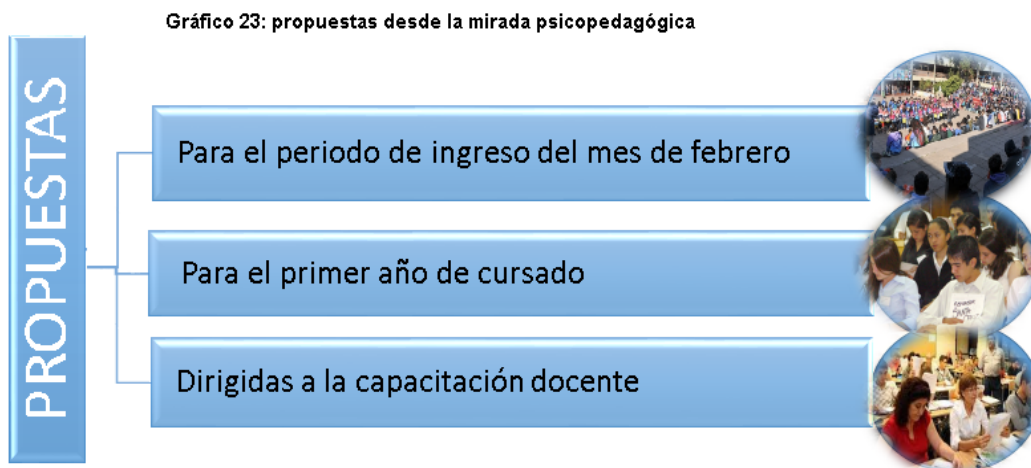 Gráfico 23: propuestas desde la mirada psicopedagógica
PROPUESTAS
Para el periodo de ingreso del mes de febrero
Para el primer año de cursado
Dirigidas a la capacitación docente